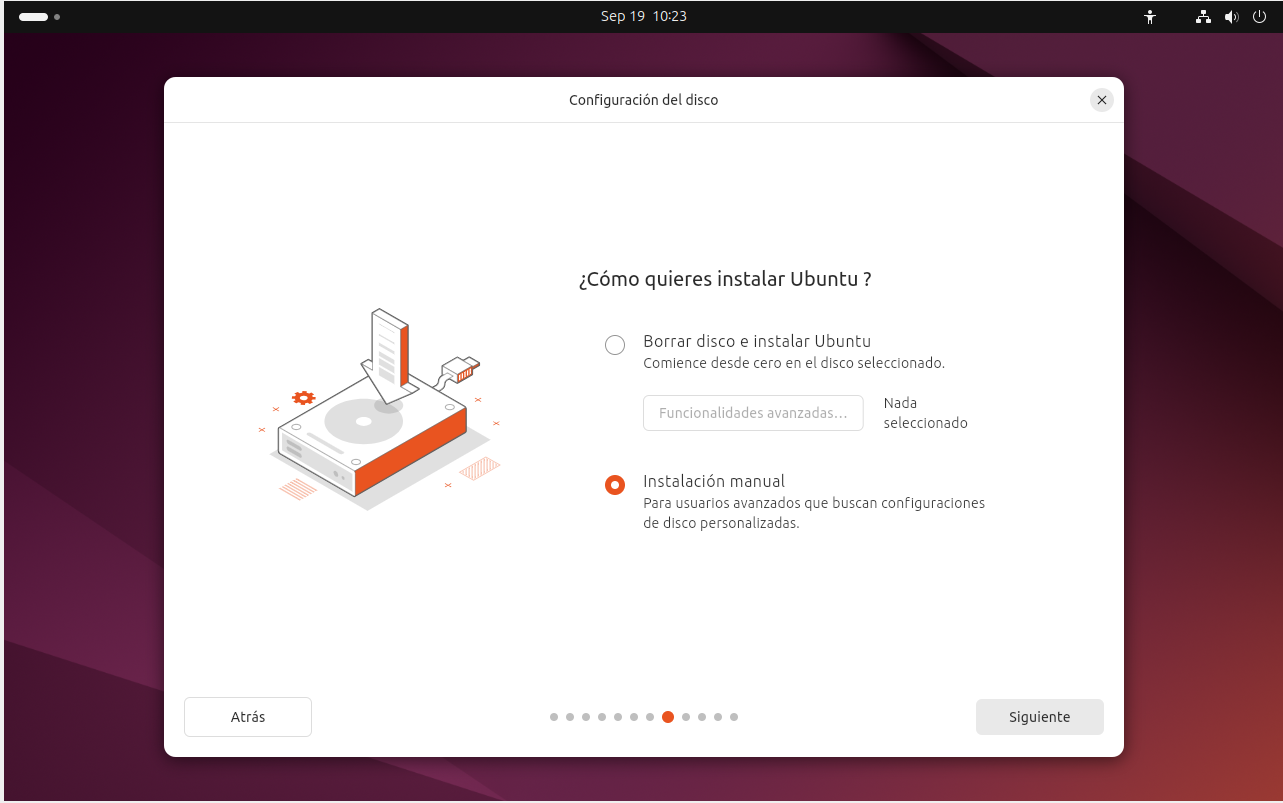 Sep 19 10:23
Configuración del disco
¿Cómo quieres instalar Ubuntu ?
Borrar disco e instalar Ubuntu
Comience desde cero en el disco seleccionado.
Funcionalidades avanzadas...
Nada
seleccionado
Instalación manual
Para usuarios avanzados que buscan configuraciones
de disco personalizadas.
Atrás
Siguiente